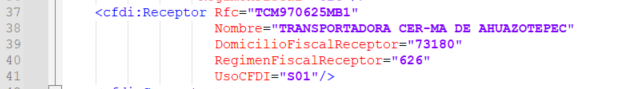 37 <cfdi:Receptor Rfc="TCM970625MB1"
38 Nombre="TRANSPORTADORA CER-MA DE AHUAZOTEPEC"
39 DomicilioFiscalReceptor="73180"
40 RegimenFiscalReceptor="626"
41 UsoCFDI="S01"/>